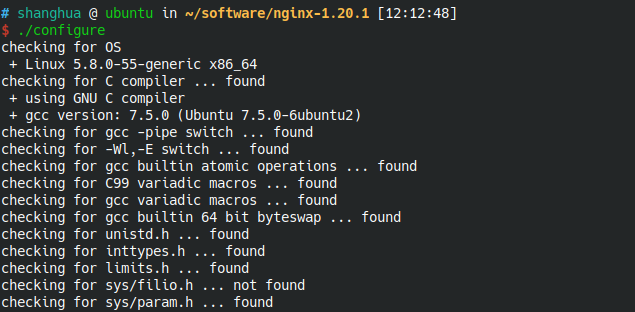 # shanghua @ ubuntu in ~/software/nginx-1.20.1 [12:12:48]
$ ./configure
checking for OS
 + Linux 5.8.0-55-generic x86_64
checking for C compiler ... found
 + using GNU C compiler
 + gcc version: 7.5.0 (Ubuntu 7.5.0-6ubuntu2)
checking for gcc -pipe switch ... found
checking for -Wl,-E switch ... found
checking for gcc builtin atomic operations ... found
checking for C99 variadic macros ... found
checking for gcc variadic macros ... found
checking for gcc builtin 64 bit byteswap ... found
checking for unistd.h ... found
checking for inttypes.h ... found
checking for limits.h ... found
checking for sys/filio.h ... not found
checking for sys/param.h ... found